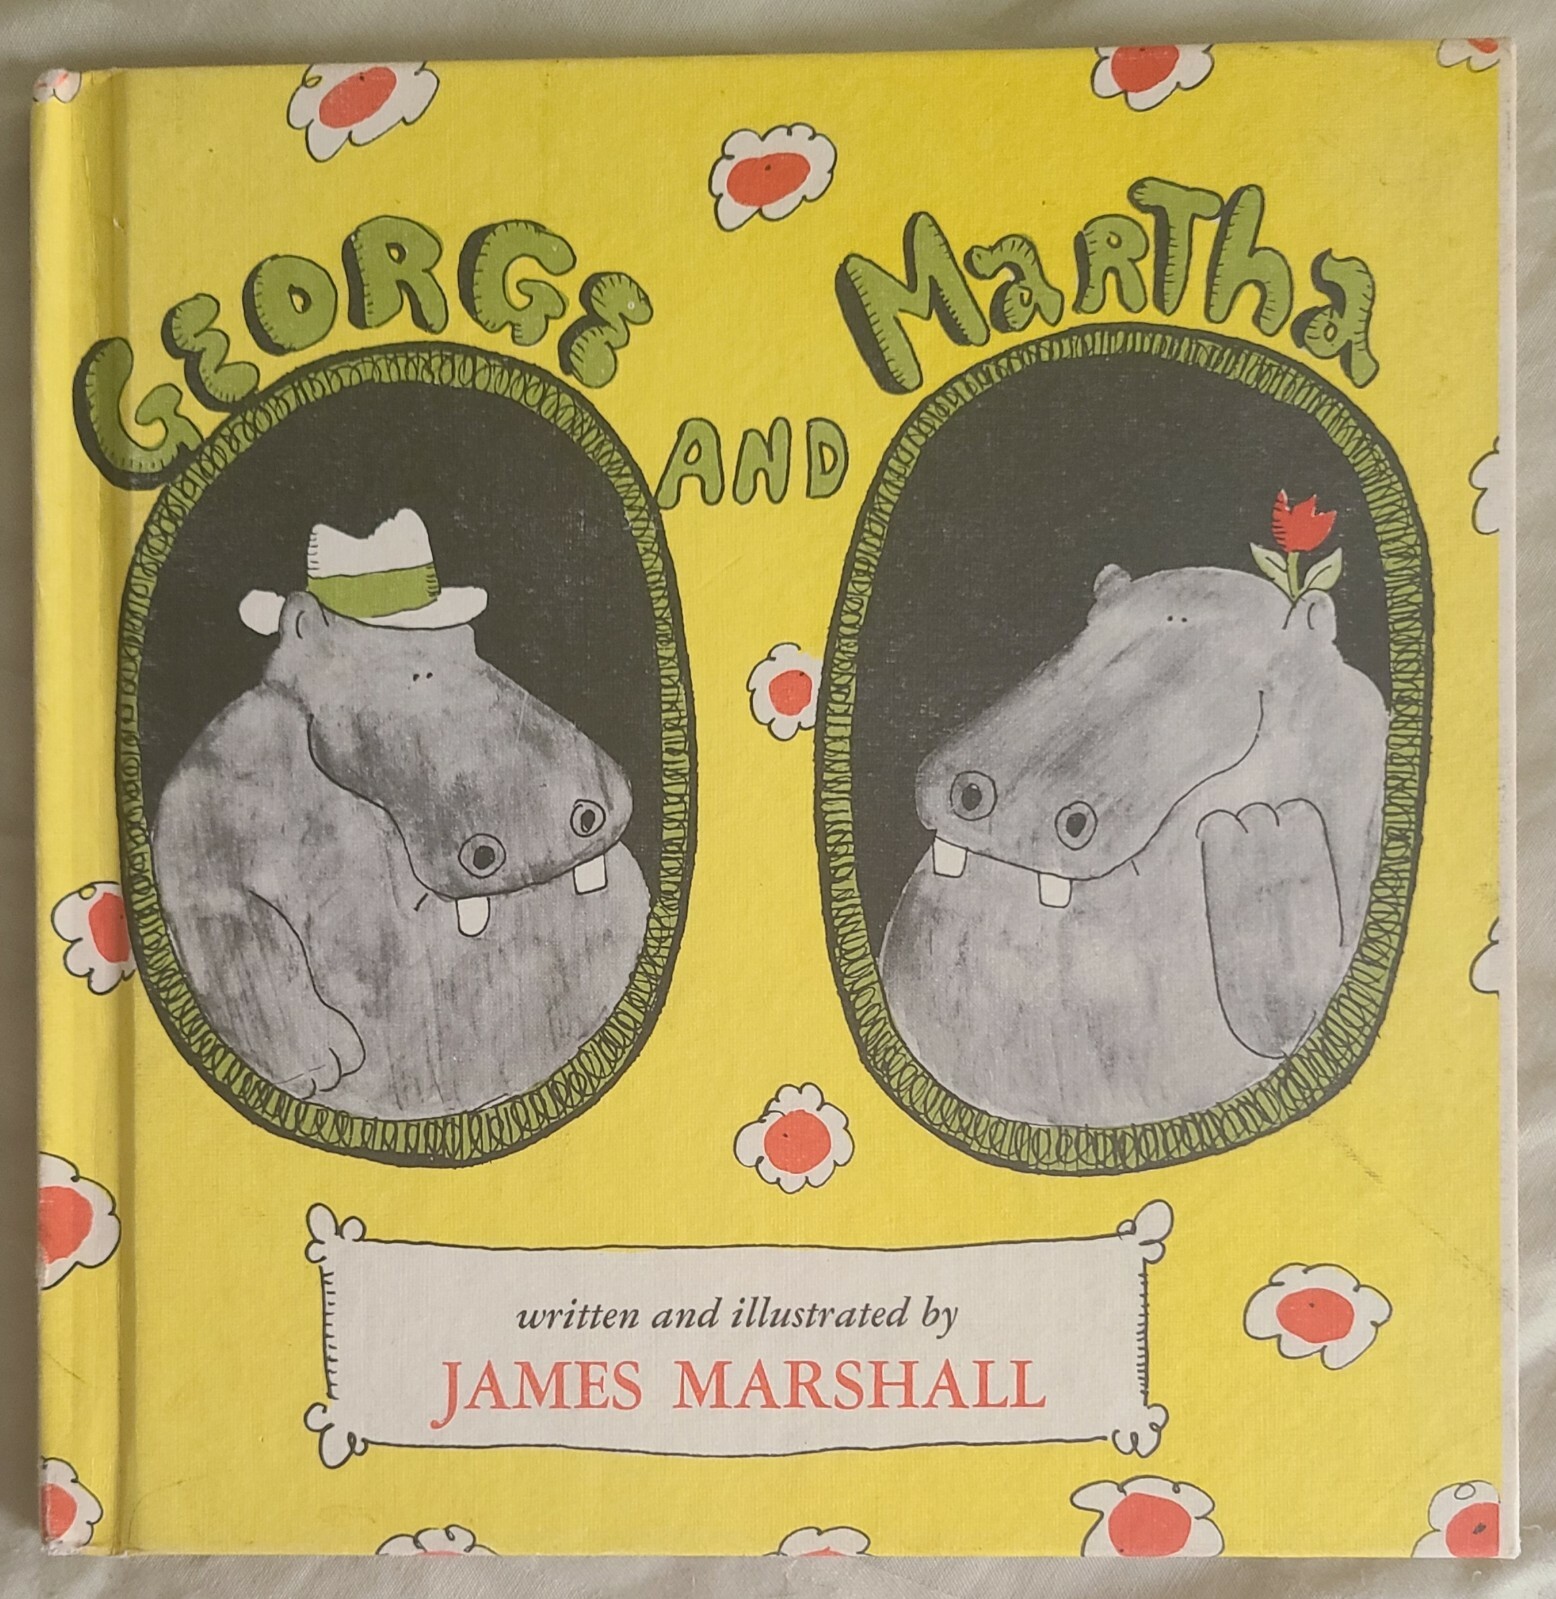 GEORGE
AND
MaRTha
written and illustrated by
JAMES MARSHALL